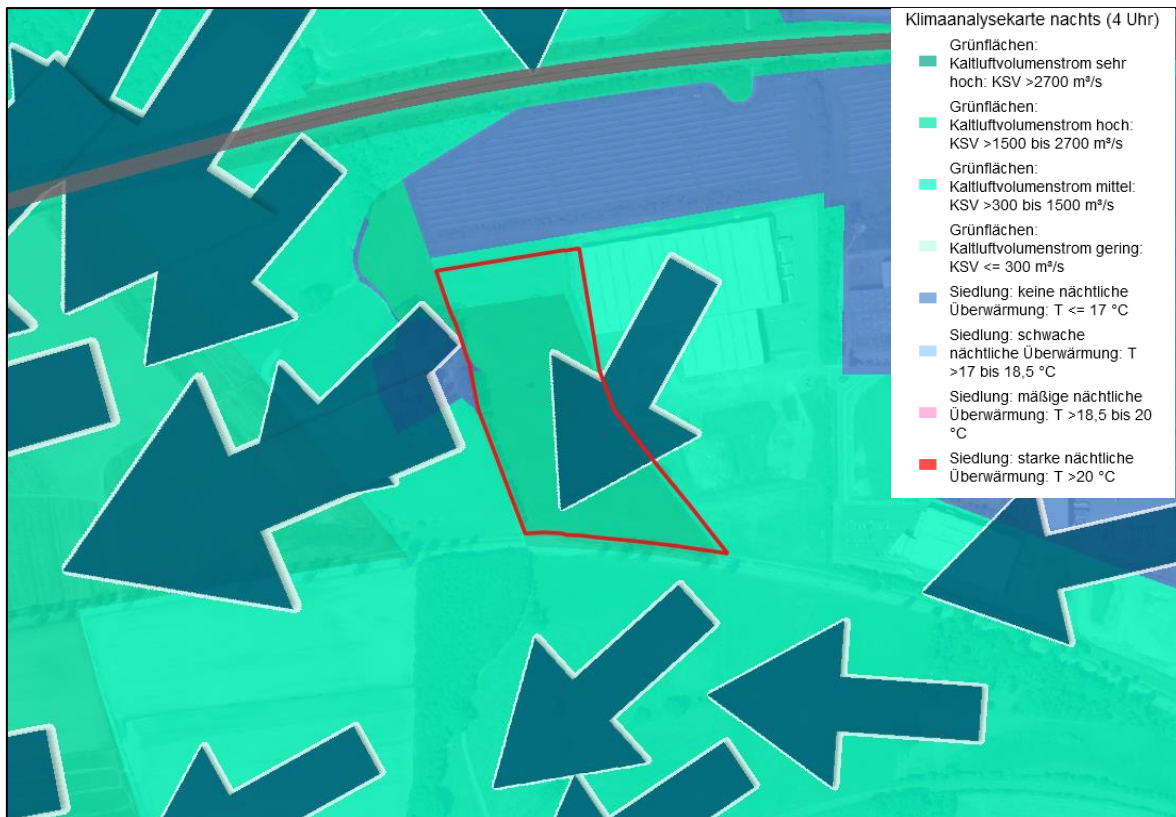 Klimaanalysekarte nachts (4 Uhr)
Grünflächen:
Kaltluftvolumenstrom sehr
hoch: KSV >2700 m³/s
Grünflächen:
Kaltluftvolumenstrom hoch:
KSV >1500 bis 2700 m³/s
Grünflächen:
Kaltluftvolumenstrom mittel:
KSV >300 bis 1500 m³/s
Grünflächen:
Kaltluftvolumenstrom gering:
KSV <= 300 m³/s
Siedlung: keine nächtliche
Überwärmung: T <= 17 °C
Siedlung: schwache
nächtliche Überwärmung: T
>17 bis 18,5 °C
Siedlung: mäßige nächtliche
Überwärmung: T >18,5 bis 20
°C
Siedlung: starke nächtliche
Überwärmung: T >20 °C